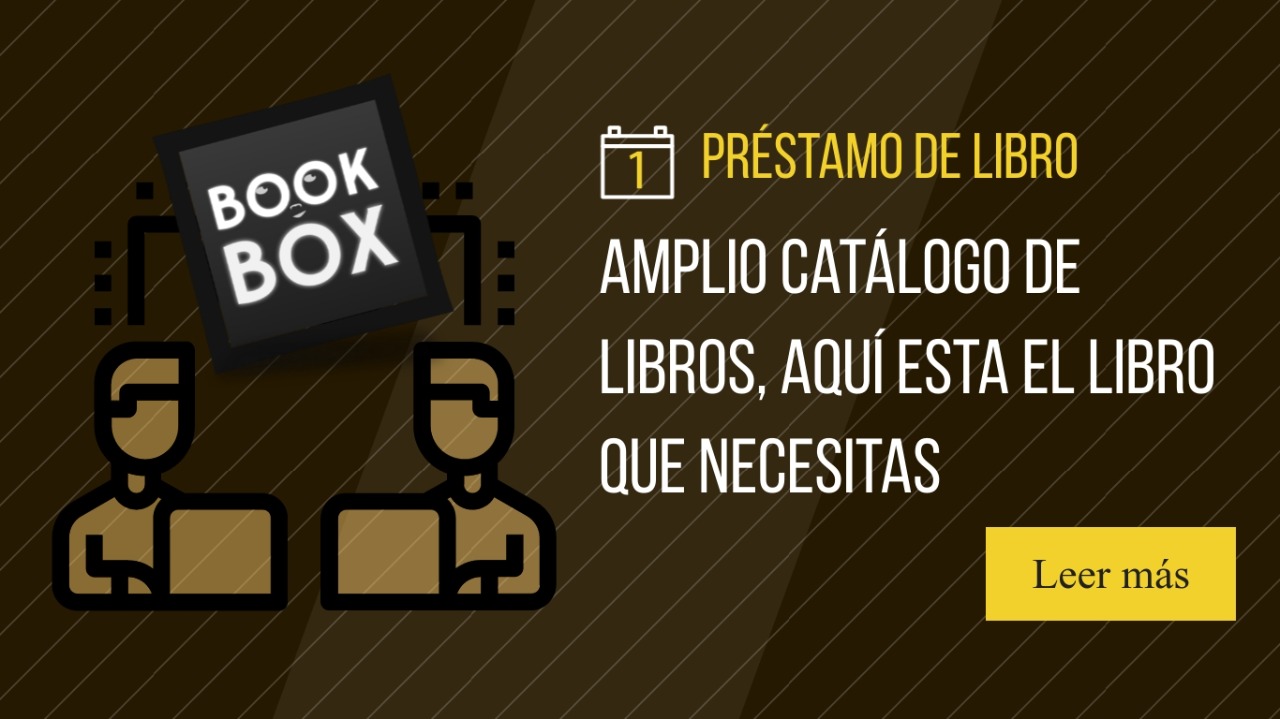 BOOK
BOX
1
PRÉSTAMO DE LIBRO
AMPLIO CATÁLOGO DE
LIBROS, AQUÍ ESTA EL LIBRO
QUE NECESITAS
Leer más